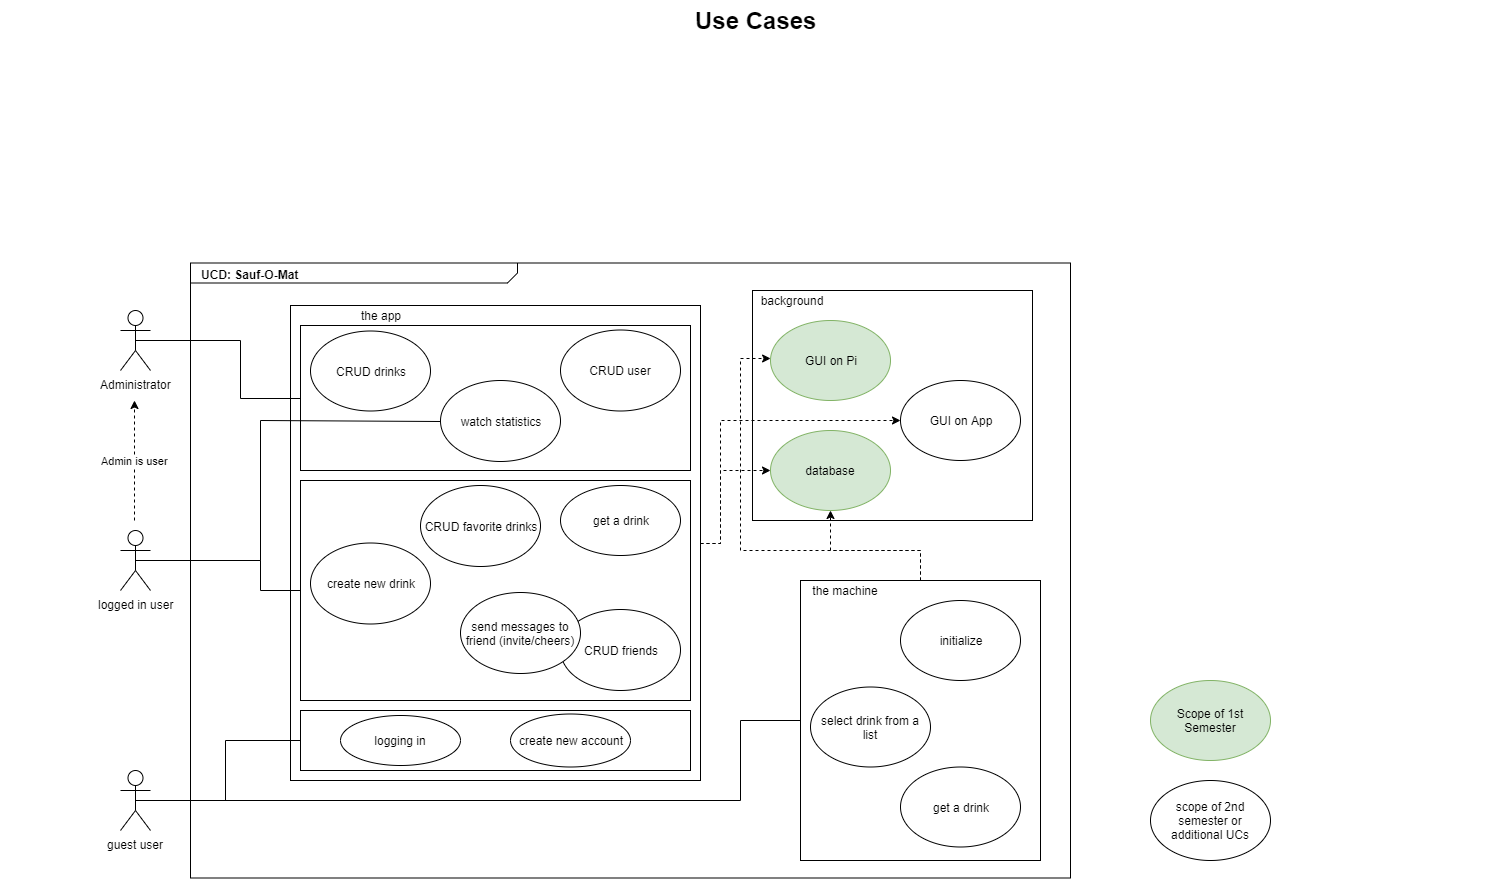 Use Cases
UCD: Sauf-O-Mat
the app
background
CRUD drinks
CRUD user
watch statistics
GUI on Pi
GUI on App
database
Administrator
Admin is user
logged in user
CRUD favorite drinks
get a drink
create new drink
send messages to
friend (invite/cheers)
CRUD friends
the machine
initialize
select drink from a
list
get a drink
logging in
create new account
guest user
Scope of 1st
Semester
scope of 2nd
semester or
additional UCs